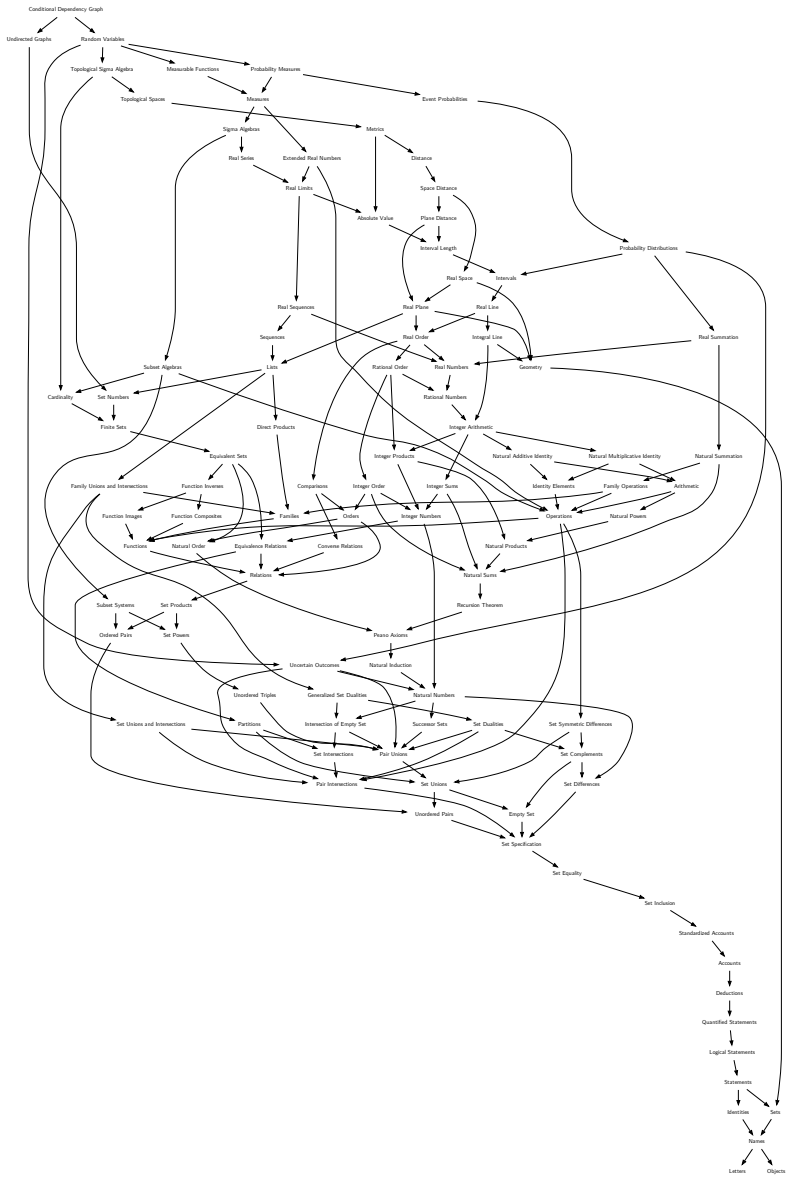 Conditional Dependency Graph
Undirected Graphs
Random Variables
Topological Sigma Algebra
Measurable Functions
Probability Measures
Topological Spaces
Measures
Event Probabilities
Sigma Algebras
Metrics
Real Series
Extended Real Numbers
Distance
Real Limits
Space Distance
Absolute Value
Plane Distance
Interval Length
Probability Distributions
Real Space
Intervals
Real Sequences
Real Plane
Real Line
Sequences
Real Order
Integral Line
Real Summation
Subset Algebras
Lists
Rational Order
Real Numbers
Geometry
Cardinality
Set Numbers
Rational Numbers
Finite Sets
Direct Products
Integer Arithmetic
Equivalent Sets
Integer Products
Natural Additive Identity
Natural Multiplicative Identity
Natural Summation
Family Unions and Intersections
Function Inverses
Comparisons
Integer Order
Integer Sums
Identity Elements
Family Operations
Arithmetic
Function Images
Function Composites
Families
Orders
Integer Numbers
Operations
Natural Powers
Functions
Natural Order
Equivalence Relations
Converse Relations
Natural Products
Relations
Natural Sums
Subset Systems
Set Products
Recursion Theorem
Ordered Pairs
Set Powers
Peano Axioms
Uncertain Outcomes
Natural Induction
Unordered Triples
Generalized Set Dualities
Natural Numbers
Set Unions and Intersections
Partitions
Intersection of Empty Set
Successor Sets
Set Dualities
Set Symmetric Differences
Set Intersections
Pair Unions
Set Complements
Pair Intersections
Set Unions
Set Differences
Unordered Pairs
Empty Set
Set Specification
Set Equality
Set Inclusion
Standardized Accounts
Accounts
Deductions
Quantified Statements
Logical Statements
Statements
Identities
Sets
Names
Letters
Objects